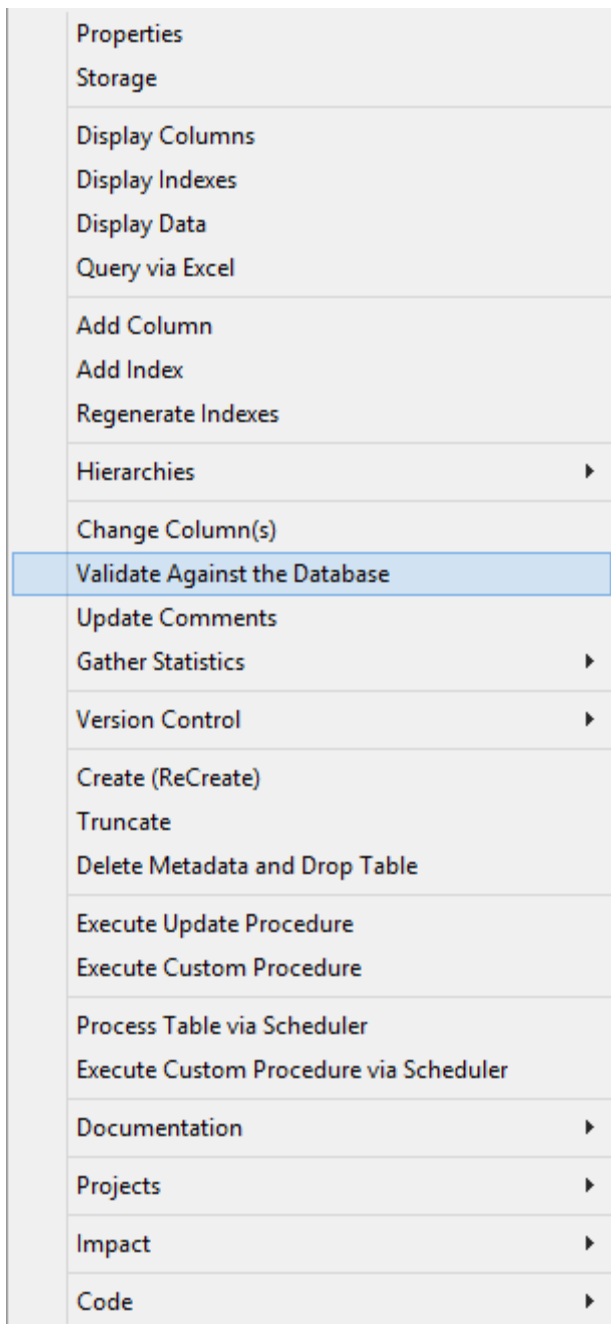 Properties
Storage
Display Columns
Display Indexes
Display Data
Query via Excel
Add Column
Add Index
Regenerate Indexes
Hierarchies
Change Column(s)
Validate Against the Database
Update Comments
Gather Statistics
Version Control
Create (ReCreate)
Truncate
Delete Metadata and Drop Table
Execute Update Procedure
Execute Custom Procedure
Process Table via Scheduler
Execute Custom Procedure via Scheduler
Documentation
Projects
Impact
Code